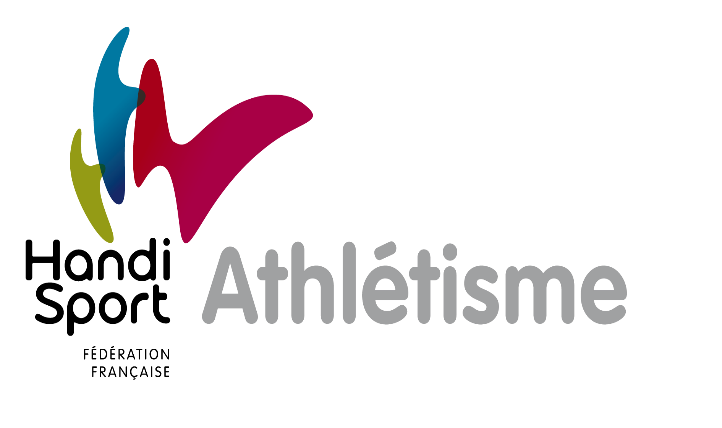 Handi
Sport
Athlétisme
FÉDÉRATION
FRANÇAISE